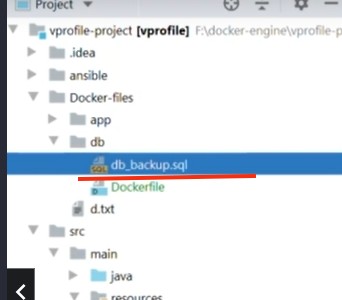 Project
vprofile-project [vprofile] F:\docker-engine\vprofile-p
.idea
ansible
Docker-files
app
db
db_backup.sql
Dockerfile
d.txt
src
main
java
resources